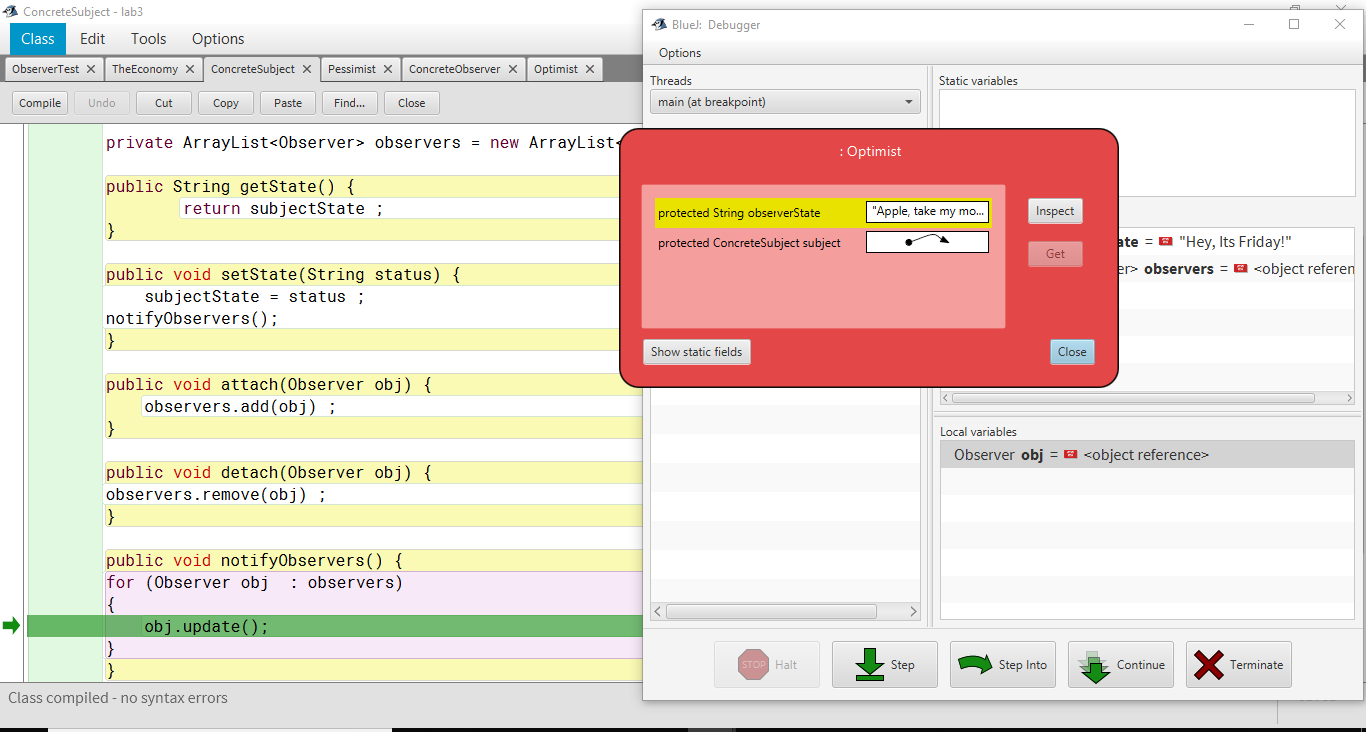 ConcreteSubject - lab3
Class Edit Tools Options
ObserverTest TheEconomy ConcreteSubject Pessimist ConcreteObserver Optimist
Compile Undo Cut Copy Paste Find... Close
private ArrayList<Observer> observers = new ArrayList<
public String getState() {
return subjectState ;
}
public void setState(String status) {
subjectState = status ;
notifyObservers();
}
public void attach(Observer obj) {
observers.add(obj) ;
}
public void detach(Observer obj) {
observers.remove(obj) ;
}
public void notifyObservers() {
for (Observer obj  : observers)
{
obj.update();
}
}
Class compiled - no syntax errors
BlueJ: Debugger
Options
Threads
main (at breakpoint)
Static variables
: Optimist
protected String observerState "Apple, take my mo...
protected ConcreteSubject subject
Inspect
Get
Show static fields
Close
ate = "Hey, Its Friday!"
er> observers = <object referen
Local variables
Observer obj = <object reference>
STOP Halt Step Step Into Continue Terminate